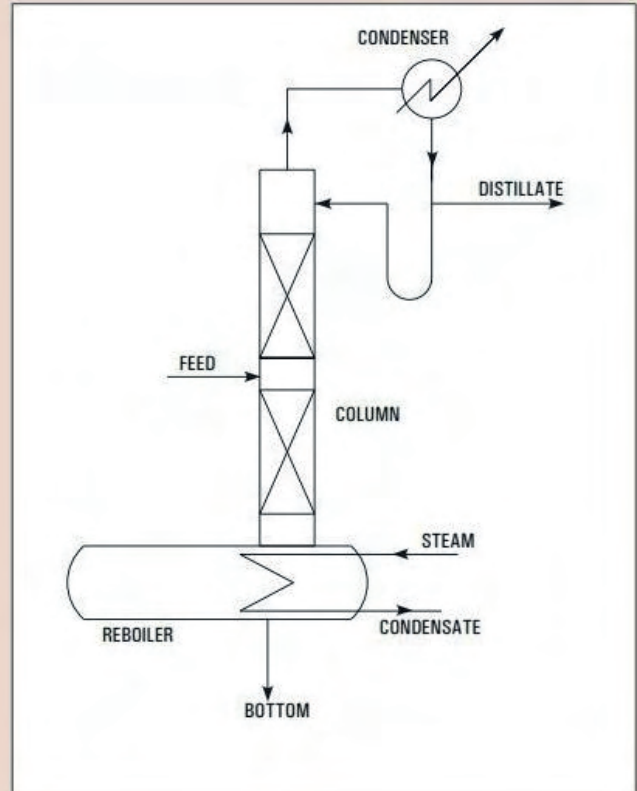 CONDENSER
DISTILLATE
FEED
COLUMN
STEAM
REBOILER
CONDENSATE
BOTTOM